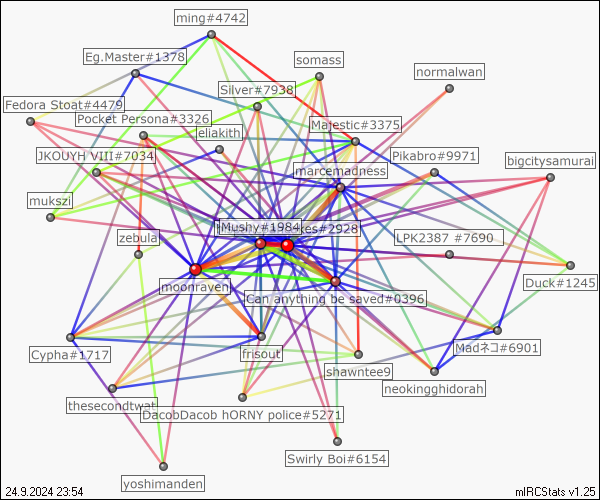 ming#4742
Eg.Master#1378
somass
normalwan
Silver#7938
Fedora Stoat#4479
Pocket Persona#3326
Majestic#3375
eliakith
JKOUYH VIII#7034
Pikabro#9971
bigcitysamurai
marcemadness
mukszi
Mushy#1984
kes#2928
zebula
LPK2387 #7690
moonraven
Duck#1245
Can anything be saved#0396
Cypha#1717
frisout
Madネコ#6901
shawntee9
neokingghidorah
thesecondtwat
DacobDacob hORNY police#5271
Swirly Boi#6154
yoshimanden
24.9.2024 23:54
mIRCStats v1.25